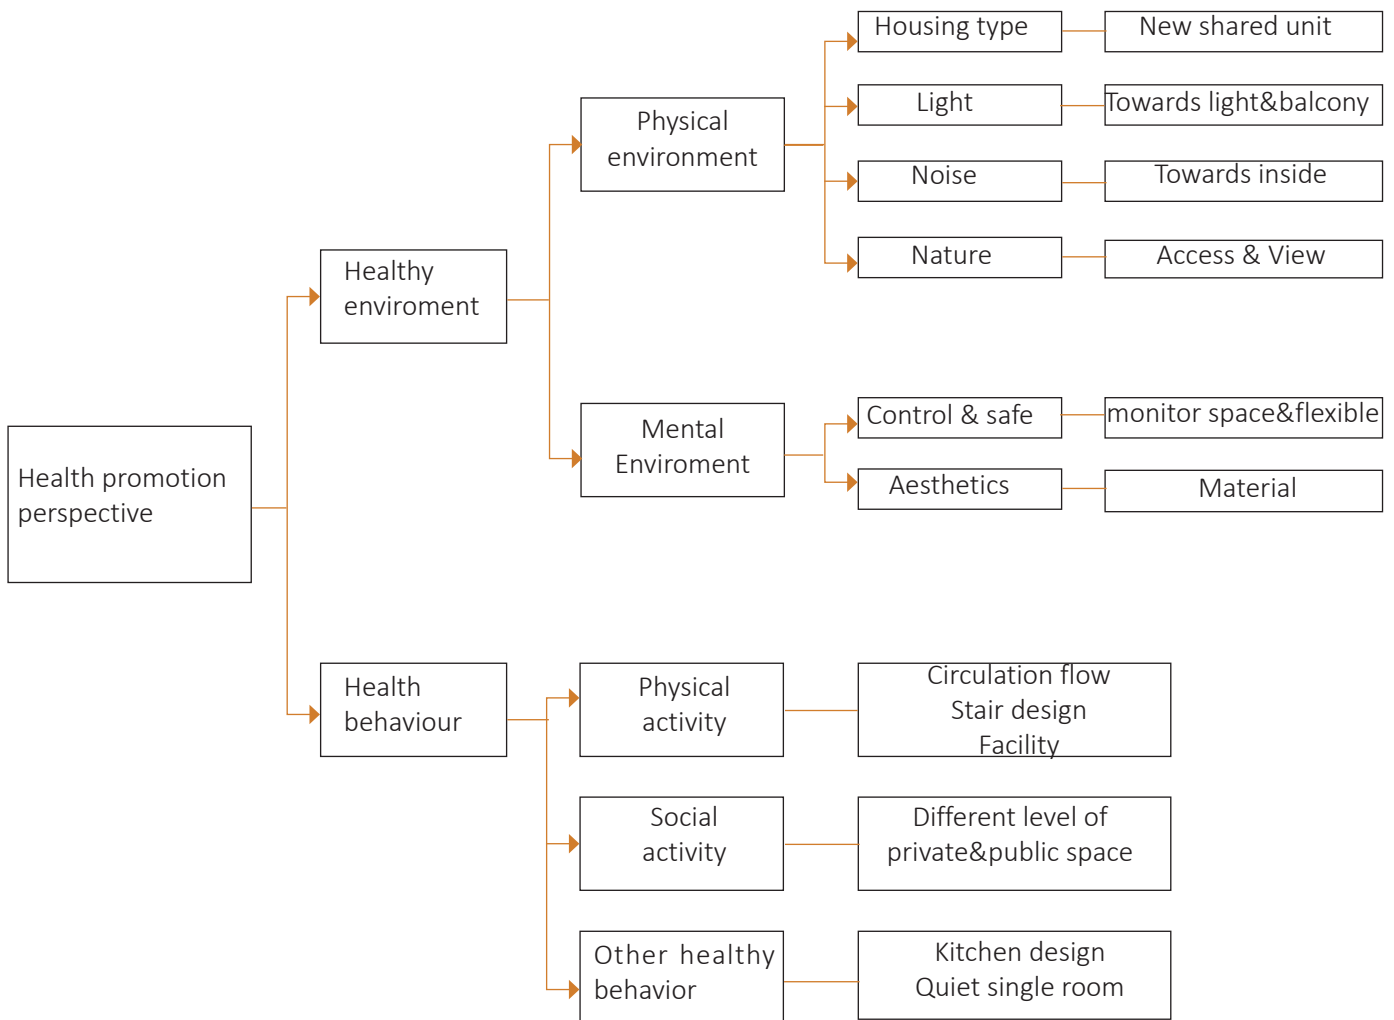 Health promotion
perspective
Healthy
enviroment
Physical
environment
Housing type
New shared unit
Light
Towards light&balcony
Noise
Towards inside
Nature
Access & View
Mental
Enviroment
Control & safe
monitor space&flexible
Aesthetics
Material
Health
behaviour
Physical
activity
Circulation flow
Stair design
Facility
Social
activity
Different level of
private&public space
Other healthy
behavior
Kitchen design
Quiet single room